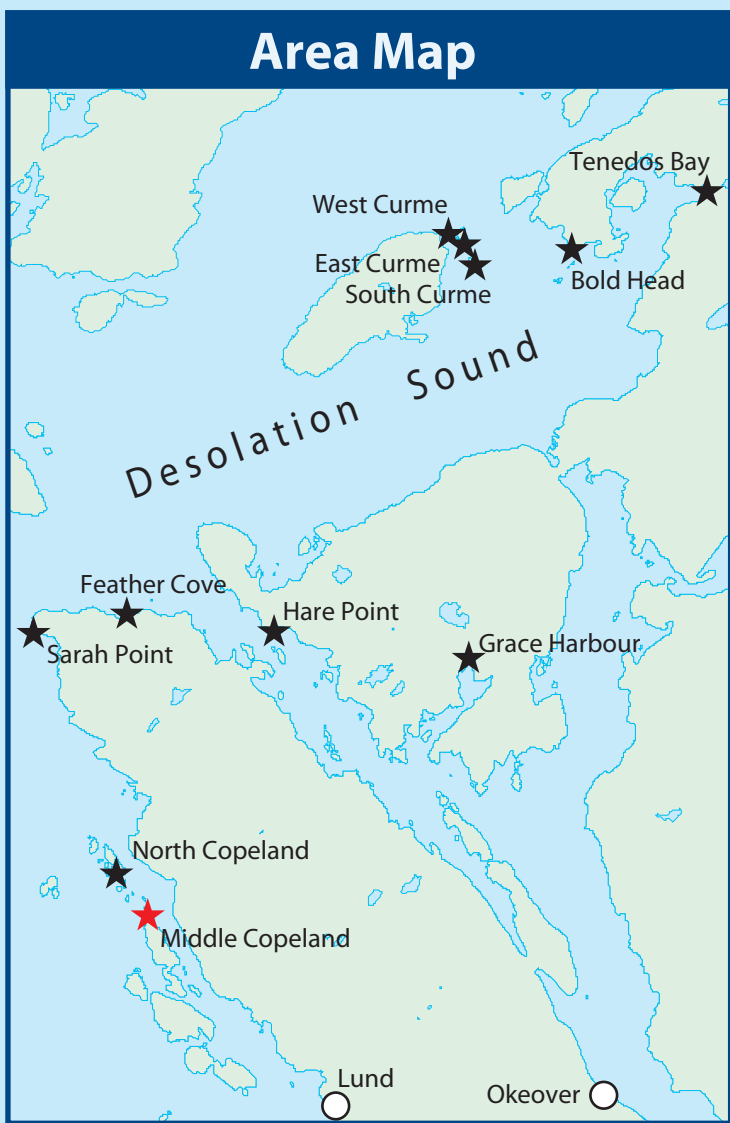 Area Map
Tenedos Bay
West Curme
East Curme
Bold Head
South Curme
Desolation Sound
Feather Cove
Hare Point
Grace Harbour
Sarah Point
North Copeland
Middle Copeland
Lund
Okeover